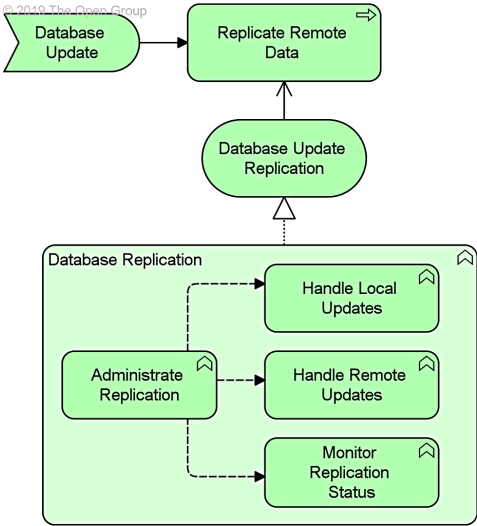 © 2019 The Open Group
Database
Update
Replicate Remote
Data
Database Update
Replication
Database Replication
Handle Local
Updates
Administrate
Replication
Handle Remote
Updates
Monitor
Replication
Status